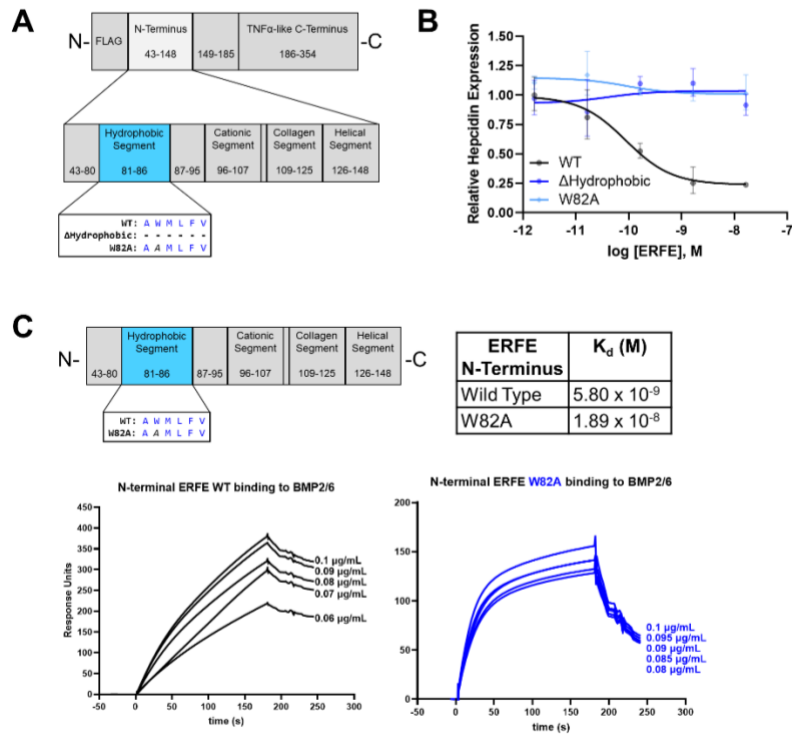 A
N-
FLAG
N-Terminus
43-148
149-185
TNFα-like C-Terminus
186-354
-C
43-80
Hydrophobic
Segment
81-86
87-95
Cationic
Segment
96-107
Collagen
Segment
109-125
Helical
Segment
126-148
WT: A W M L F V
ΔHydrophobic: - - - - - -
W82A: A A M L F V
B
Relative Hepcidin Expression
1.50
1.25
1.00
0.75
0.50
0.25
0.00
WT
ΔHydrophobic
W82A
-12 -11 -10 -9 -8 -7
log [ERFE], M
C
N-
43-80
Hydrophobic
Segment
81-86
87-95
Cationic
Segment
96-107
Collagen
Segment
109-125
Helical
Segment
126-148
-C
WT: A W M L F V
W82A: A A M L F V
ERFE
N-Terminus
Kd (M)
Wild Type 5.80 x 10-9
W82A 1.89 x 10-8
N-terminal ERFE WT binding to BMP2/6
Response Units
450
400
350
300
250
200
150
100
50
0
0.1 µg/mL
0.09 µg/mL
0.08 µg/mL
0.07 µg/mL
0.06 µg/mL
-50 0 50 100 150 200 250 300
time (s)
N-terminal ERFE W82A binding to BMP2/6
200
150
100
50
0
0.1 µg/mL
0.095 µg/mL
0.09 µg/mL
0.085 µg/mL
0.08 µg/mL
-50 0 50 100 150 200 250 300
time (s)